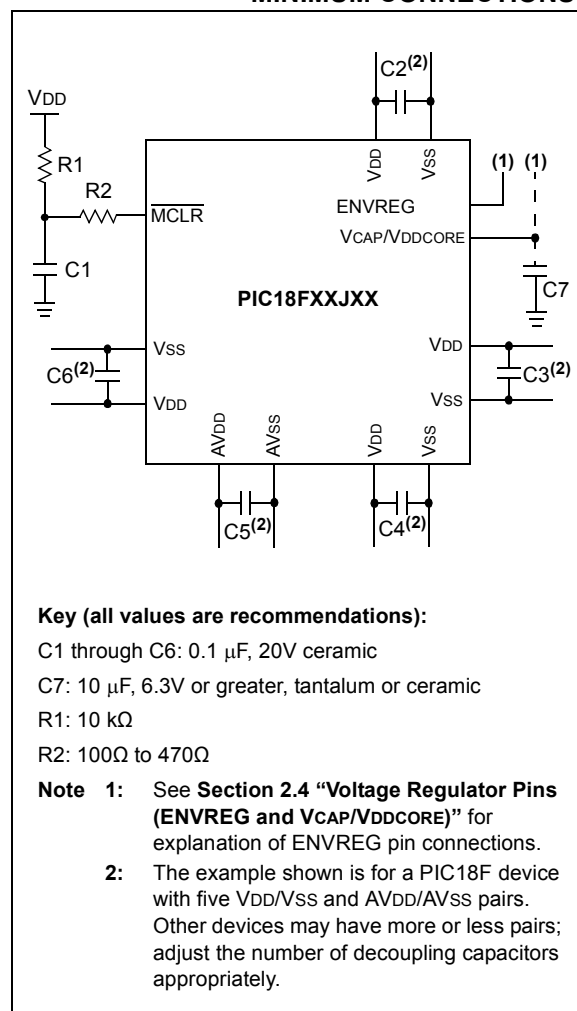 C2(2)
VDD
R1
R2
C1
MCLR
VDD
VSS
(1) (1)
ENVREG
VCAP/VDDCORE
C7
PIC18FXXJXX
VSS
C6(2)
VDD
VDD
C3(2)
VSS
AVDD
AVSS
VDD
VSS
C5(2)
C4(2)
Key (all values are recommendations):
C1 through C6: 0.1 μF, 20V ceramic
C7: 10 μF, 6.3V or greater, tantalum or ceramic
R1: 10 kΩ
R2: 100Ω to 470Ω
Note 1: See Section 2.4 “Voltage Regulator Pins
(ENVREG and VCAP/VDDCORE)” for
explanation of ENVREG pin connections.
2: The example shown is for a PIC18F device
with five VDD/VSS and AVDD/AVSS pairs.
Other devices may have more or less pairs;
adjust the number of decoupling capacitors
appropriately.